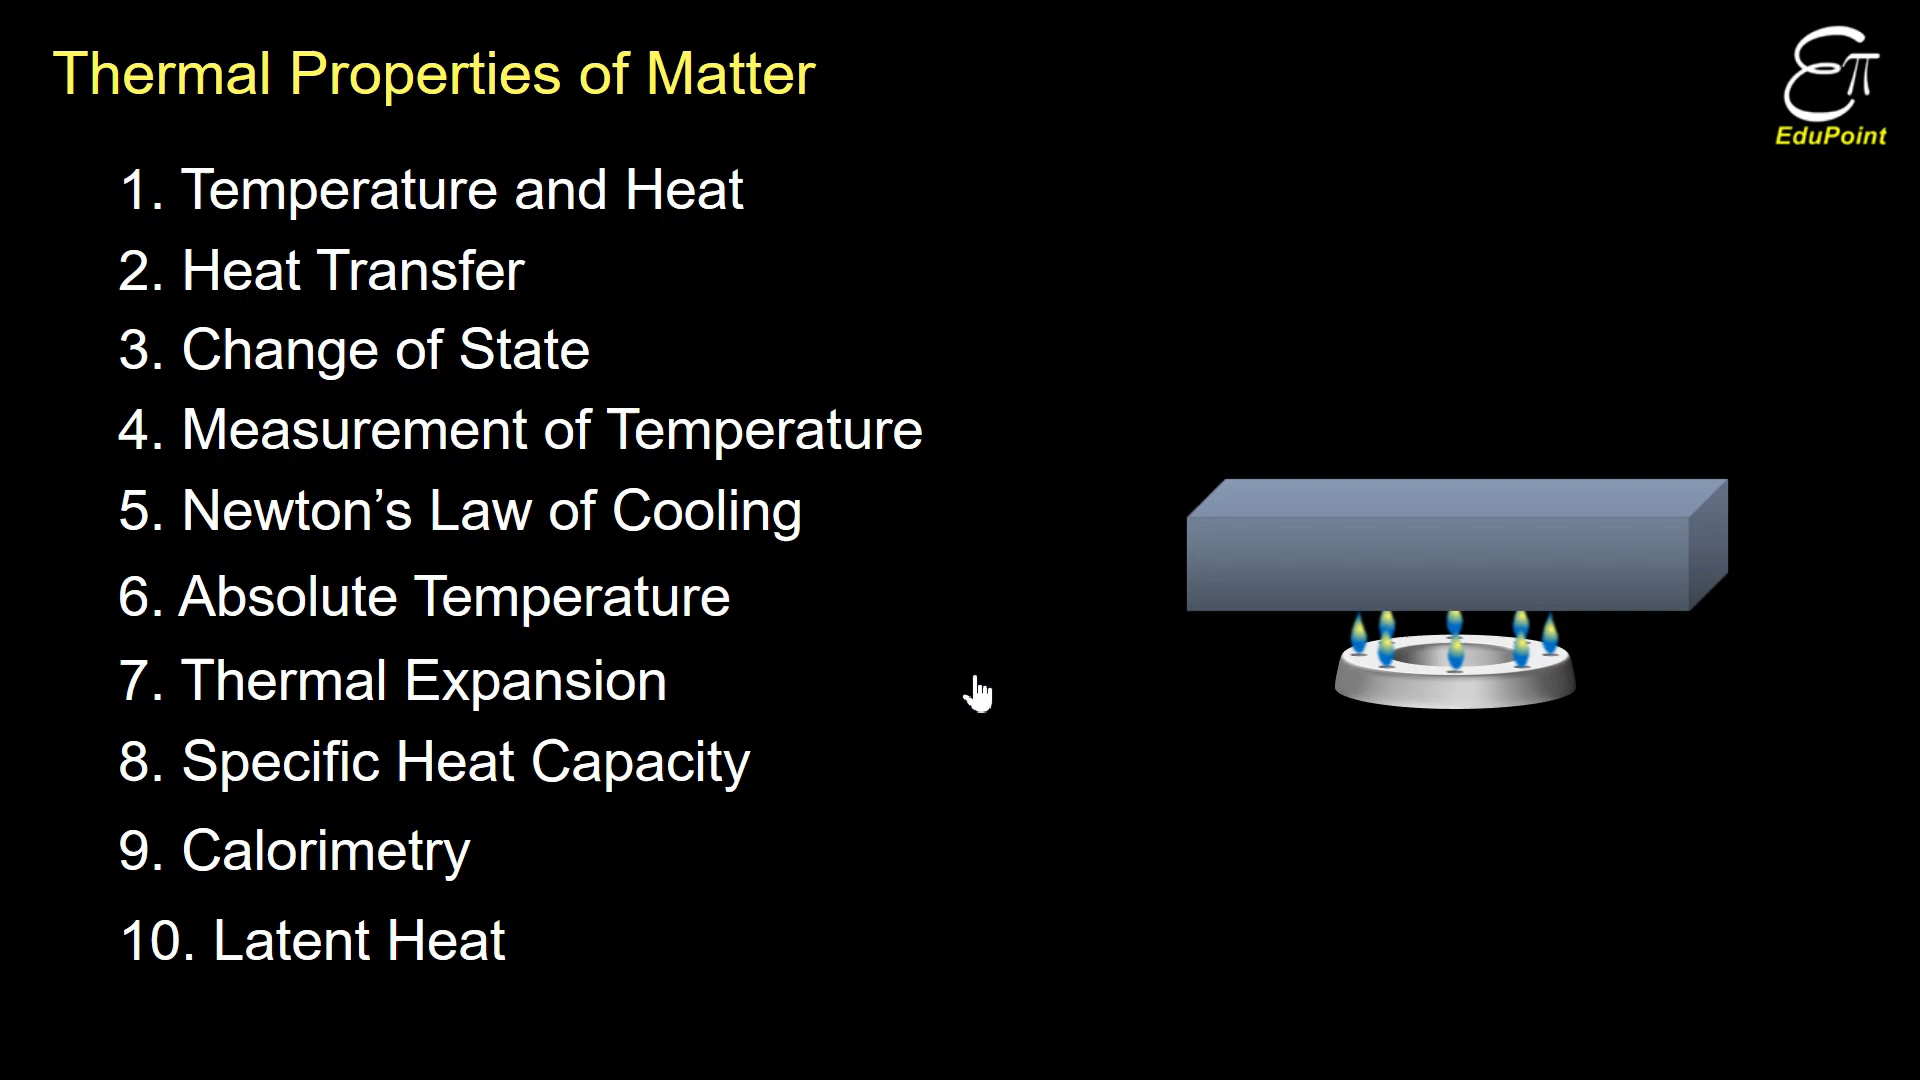 Thermal Properties of Matter
Eπ
EduPoint
1. Temperature and Heat
2. Heat Transfer
3. Change of State
4. Measurement of Temperature
5. Newton’s Law of Cooling
6. Absolute Temperature
7. Thermal Expansion
8. Specific Heat Capacity
9. Calorimetry
10. Latent Heat